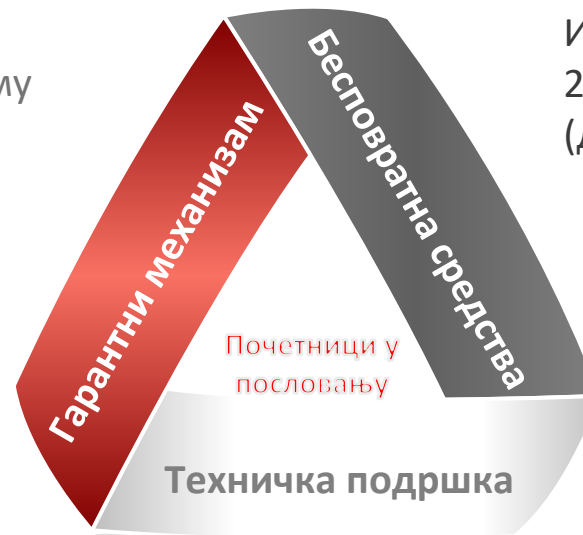 Гарантни механизам
Бесповратна средства
Почетници у
пословању
Техничка подршка